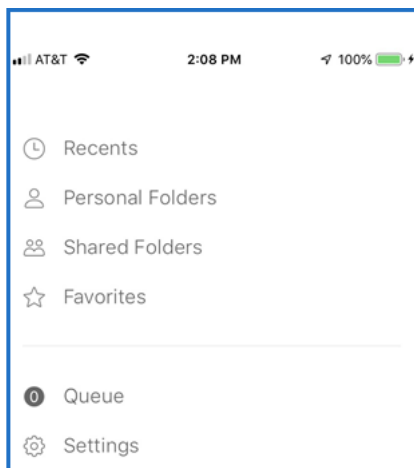 AT&T 2:08 PM 100%
Recents
Personal Folders
Shared Folders
Favorites
0 Queue
Settings